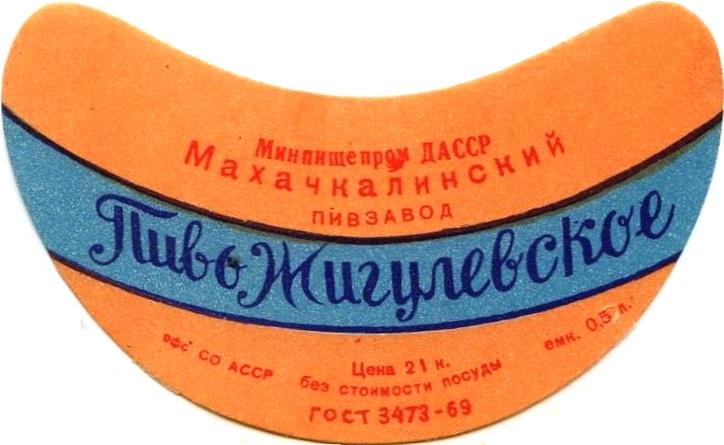 Минпищепром ДАССР
Махачкалинский
ПИВЗАВОД
Пиво Жигулевское
офс СО АССР
Цена 21 к.
без стоимости посуды
емк. 0,5 л.
ГОСТ 3473-69